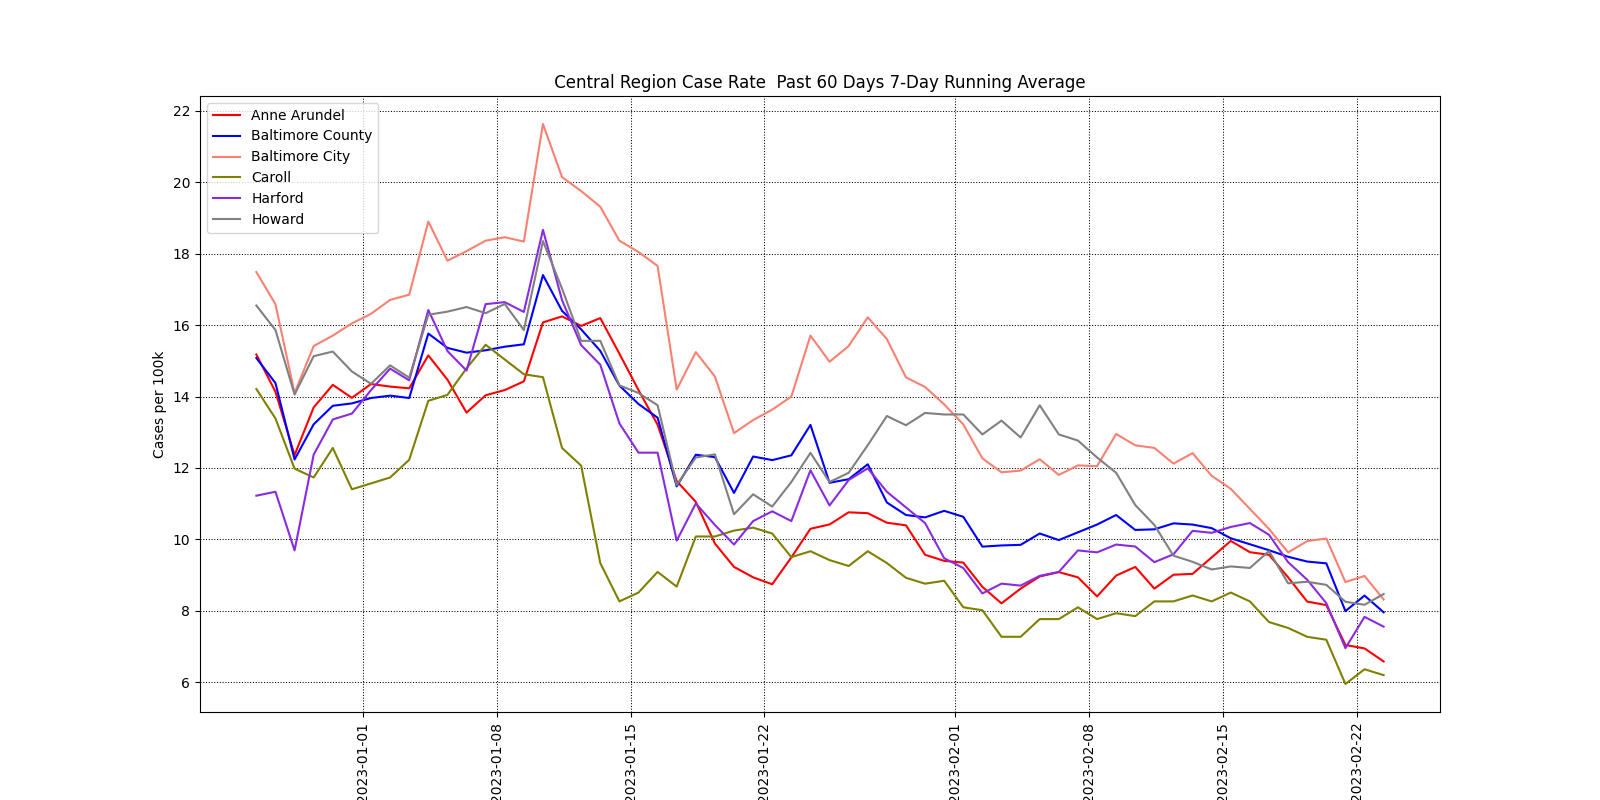 Central Region Case Rate  Past 60 Days 7-Day Running Average
Anne Arundel
Baltimore County
Baltimore City
Caroll
Harford
Howard
Cases per 100k
22
20
18
16
14
12
10
8
6
2023-01-01
2023-01-08
2023-01-15
2023-01-22
2023-02-01
2023-02-08
2023-02-15
2023-02-22